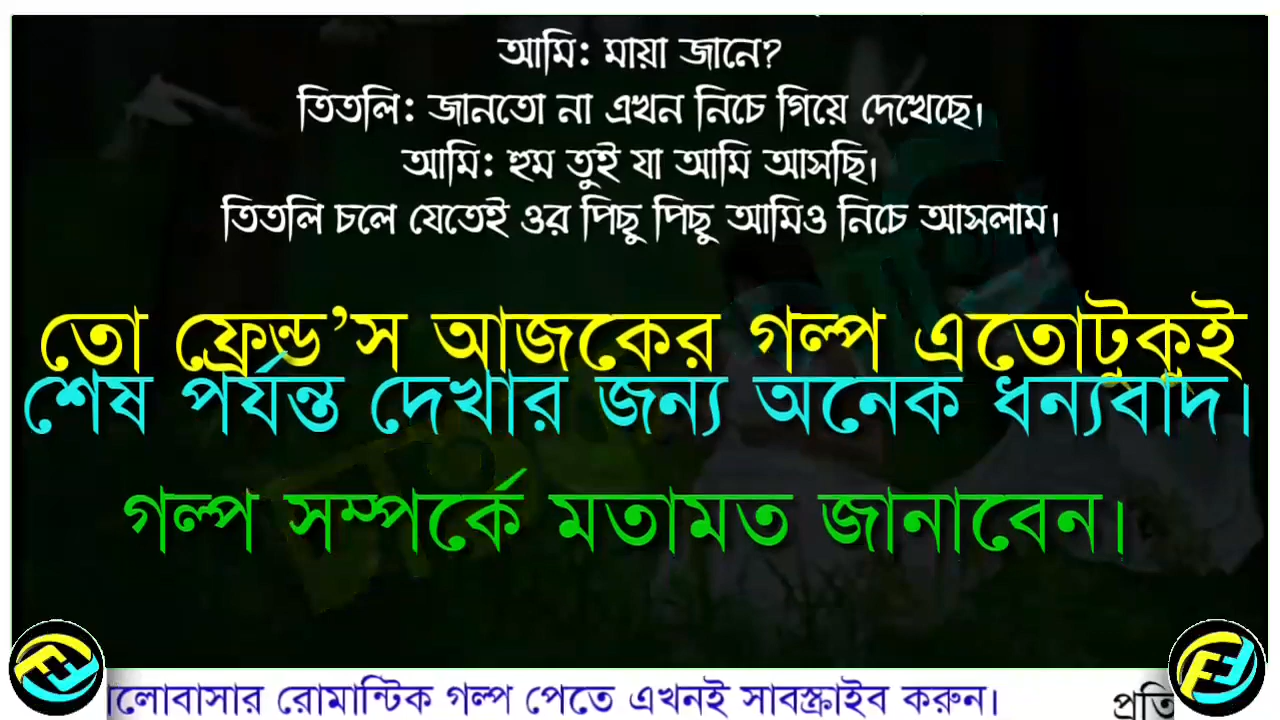 আমি: মায়া জানে?
তিতলি: জানতো না এখন নিচে গিয়ে দেখেছে।
আমি: হুম তুই যা আমি আসছি।
তিতলি চলে যেতেই ওর পিছু পিছু আমিও নিচে আসলাম।
তো ফ্রেন্ড’স আজকের গল্প এতোটুকুই
শেষ পর্যন্ত দেখার জন্য অনেক ধন্যবাদ।
গল্প সম্পর্কে মতামত জানাবেন।
রোমান্টিক গল্প পেতে এখনই সাবস্ক্রাইব করুন।